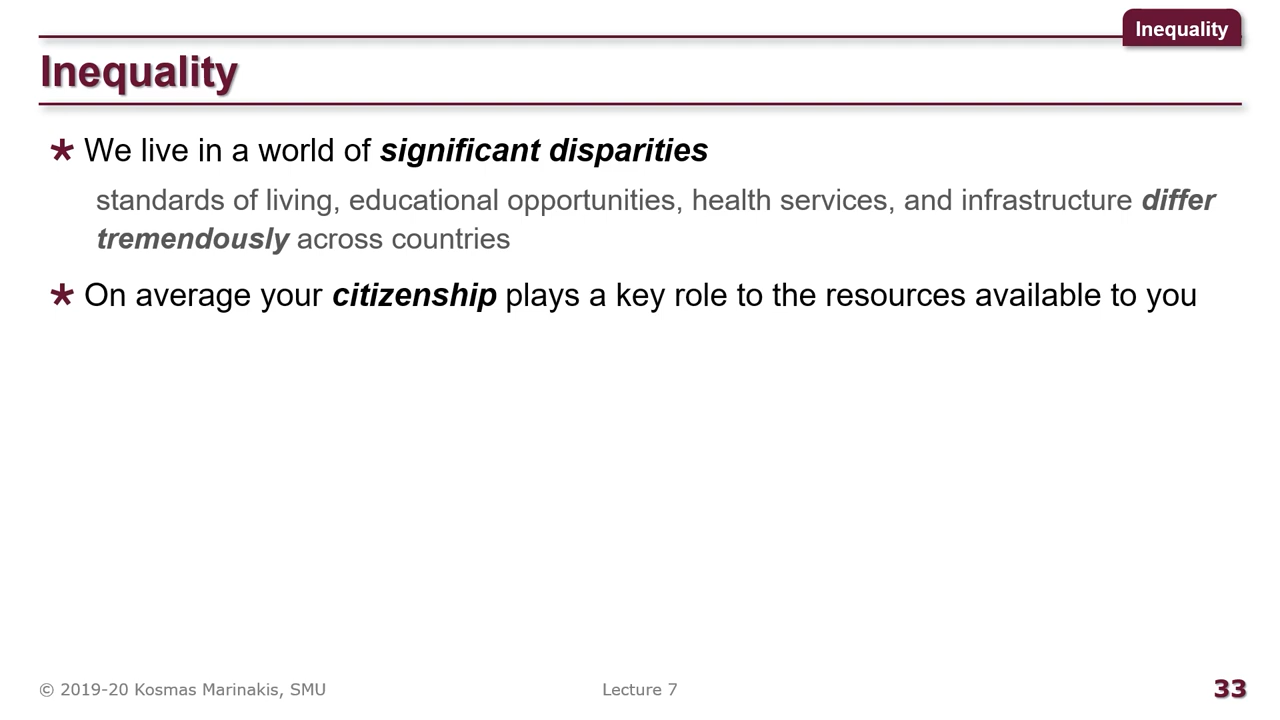 Inequality
Inequality
* We live in a world of significant disparities
standards of living, educational opportunities, health services, and infrastructure differ
tremendously across countries
* On average your citizenship plays a key role to the resources available to you
© 2019-20 Kosmas Marinakis, SMU
Lecture 7
33